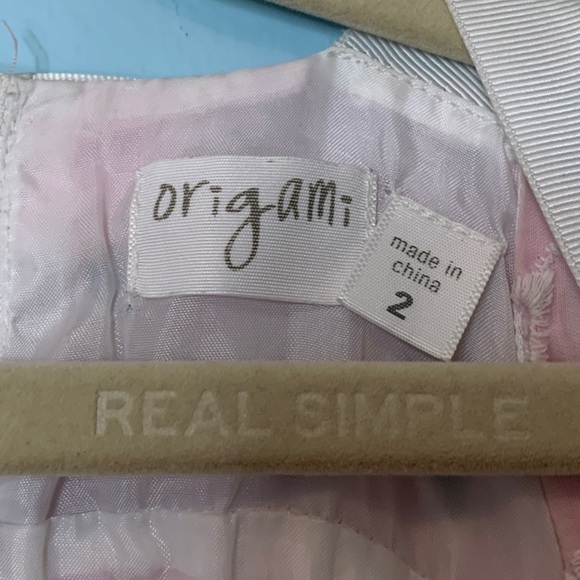 origami
made in
china
2
REAL SIMPLE